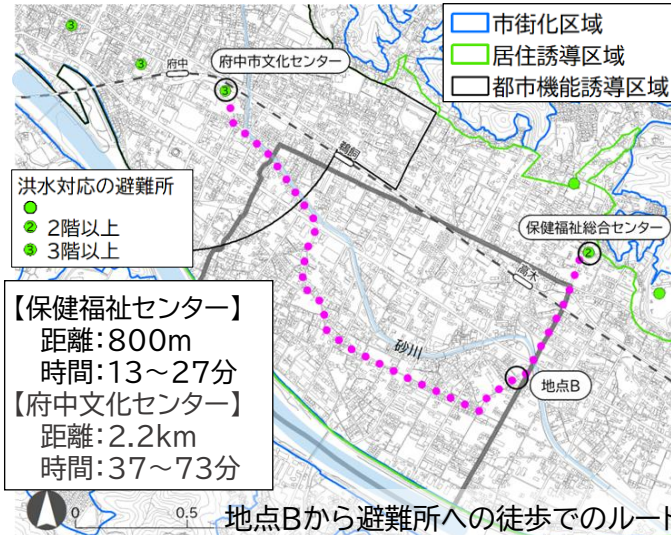 市街化区域
居住誘導区域
都市機能誘導区域
3
府中
3
府中市文化センター
3
鵜飼
洪水対応の避難所
2 2階以上
3 3階以上
保健福祉総合センター
2
高木
【保健福祉センター】
距離:800m
時間:13～27分
【府中文化センター】
距離:2.2km
時間:37～73分
砂川
地点B
0 0.5
地点Bから避難所への徒歩でのルート